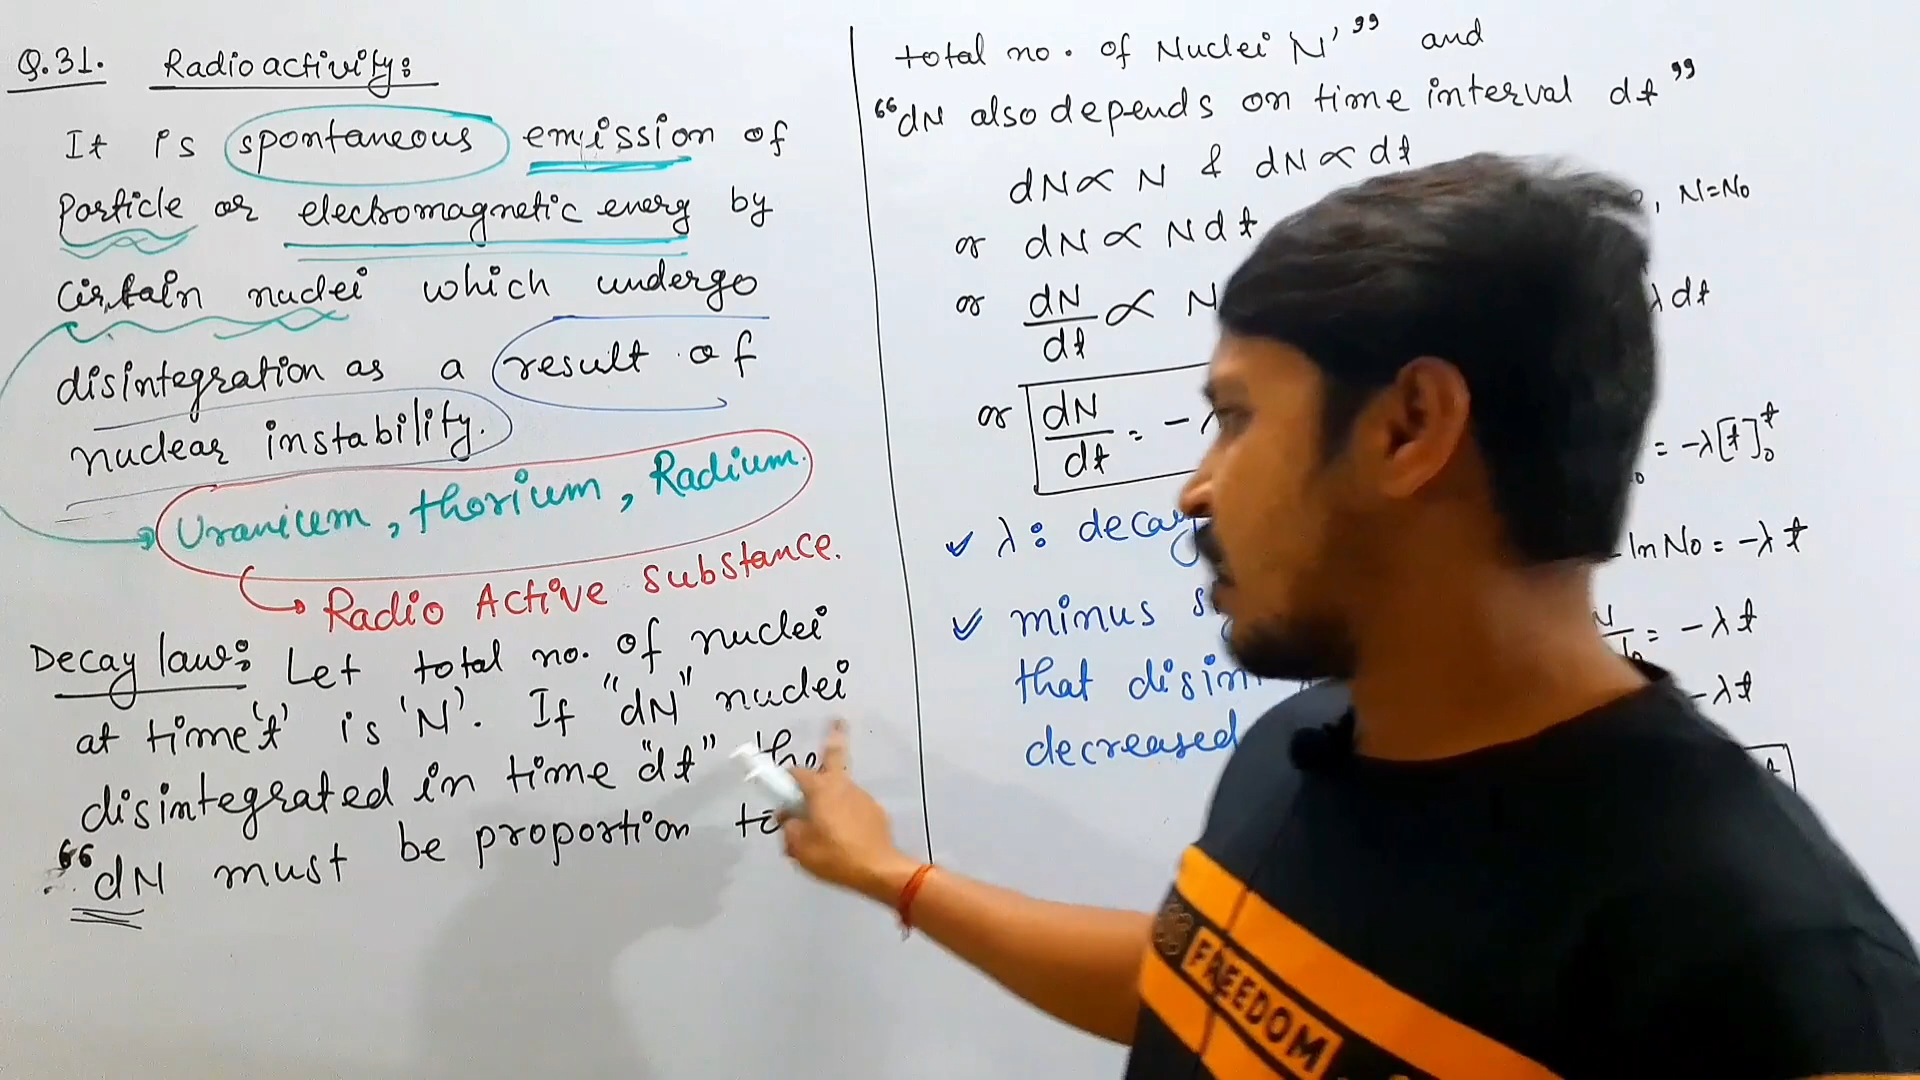 Q.31. Radioactivity:
It is spontaneous emission of
Particle or electromagnetic energy by
Certain nuclei which undergo
disintegration as a result of
nuclear instability.
Uranium, thorium, Radium.
Radio Active substance.
Decay law: Let total no. of nuclei
at time 't' is 'N'. If "dN" nuclei
disintegrated in time "dt" the
"dN must be proportion to
total no. of Nuclei N'" and
"dN also depends on time interval dt"
dN ∝ N & dN ∝ dt
or dN ∝ N dt
or dN/dt ∝ N
or dN/dt = -λ
λ: decay
minus
that disin
decreased
, N=N₀
λ dt
= -λ[t]₀ᵗ
ln N₀ = -λt
= -λt
-λt
FREEDOM